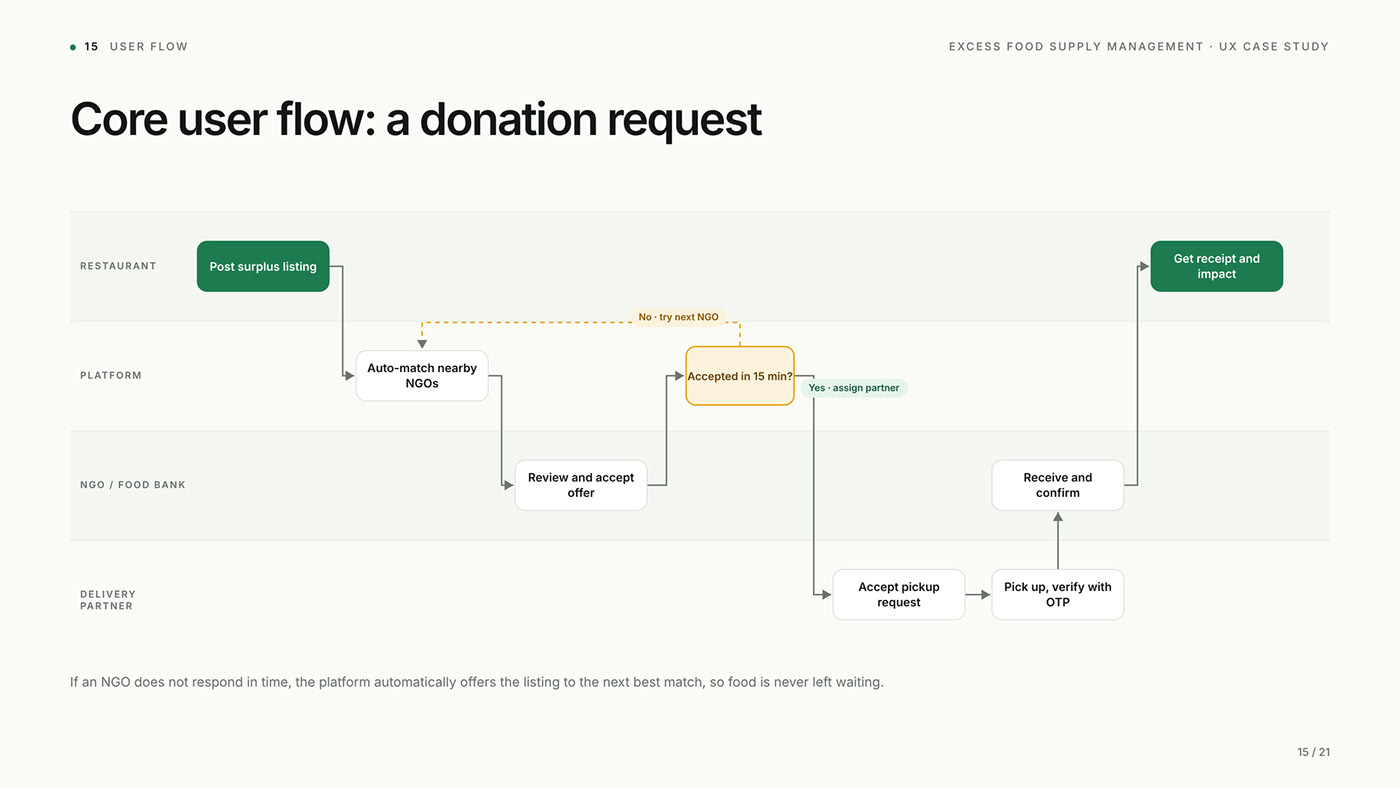 15 USER FLOW
EXCESS FOOD SUPPLY MANAGEMENT · UX CASE STUDY
Core user flow: a donation request
RESTAURANT
Post surplus listing
Get receipt and
impact
No · try next NGO
PLATFORM
Auto-match nearby
NGOs
Accepted in 15 min?
Yes · assign partner
NGO / FOOD BANK
Review and accept
offer
Receive and
confirm
DELIVERY
PARTNER
Accept pickup
request
Pick up, verify with
OTP
If an NGO does not respond in time, the platform automatically offers the listing to the next best match, so food is never left waiting.
15 / 21